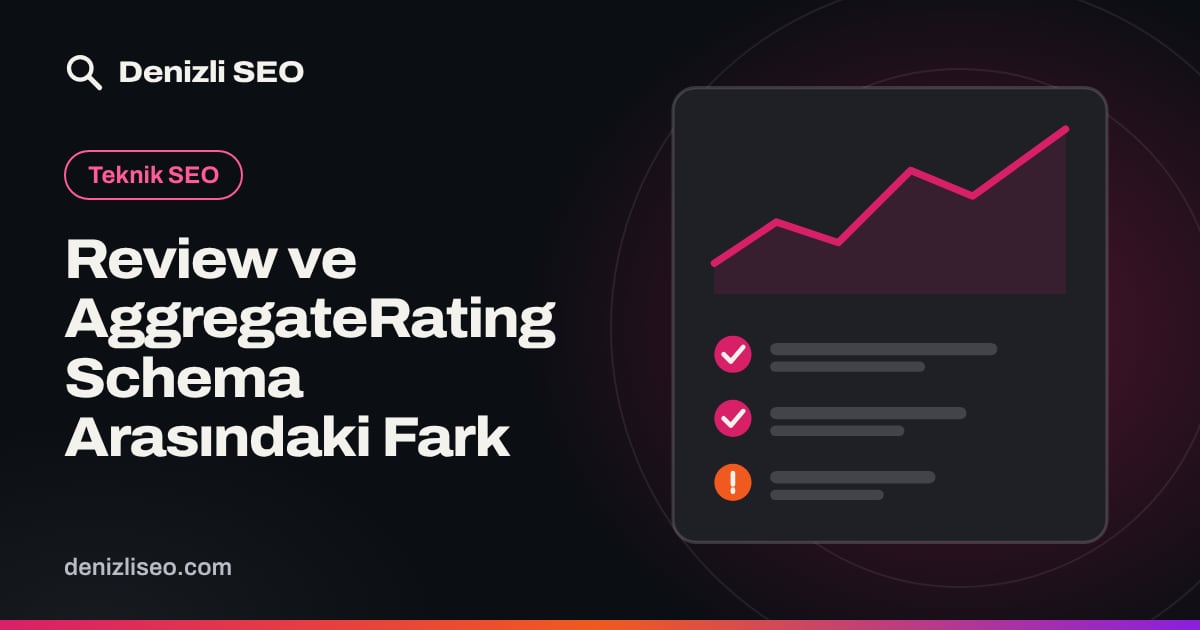 Denizli SEO
Teknik SEO
Review ve
AggregateRating
Schema
Arasındaki Fark
denizliseo.com